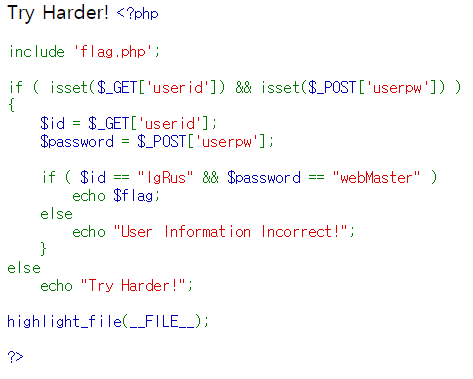 Try Harder! <?php
include 'flag.php';
if ( isset($_GET['userid']) && isset($_POST['userpw']) )
{
$id = $_GET['userid'];
$password = $_POST['userpw'];
if ( $id == "IgRus" && $password == "webMaster" )
echo $flag;
else
echo "User Information Incorrect!";
}
else
echo "Try Harder!";
highlight_file(__FILE__);
?>